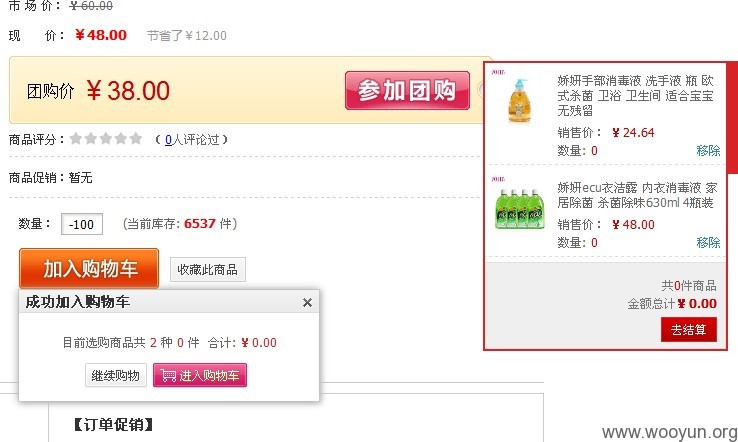 市 场 价： ￥60.00
现　　价： ￥48.00 节省了￥12.00
团购价 ￥38.00 参加团购
商品评分： （0人评论过）
商品促销：暂无
数量： -100 (当前库存: 6537 件)
加入购物车 收藏此商品
成功加入购物车
目前选购商品共 2 种 0 件 合计: ￥0.00
继续购物 进入购物车
【订单促销】
娇妍手部消毒液 洗手液 瓶 欧
式杀菌 卫浴 卫生间 适合宝宝
无残留
销售价： ￥24.64
数量: 0 移除
娇妍ecu衣洁露 内衣消毒液 家
居除菌 杀菌除味630ml 4瓶装
销售价： ￥48.00
数量: 0 移除
共0件商品
金额总计￥0.00
去结算
www.wooyun.org